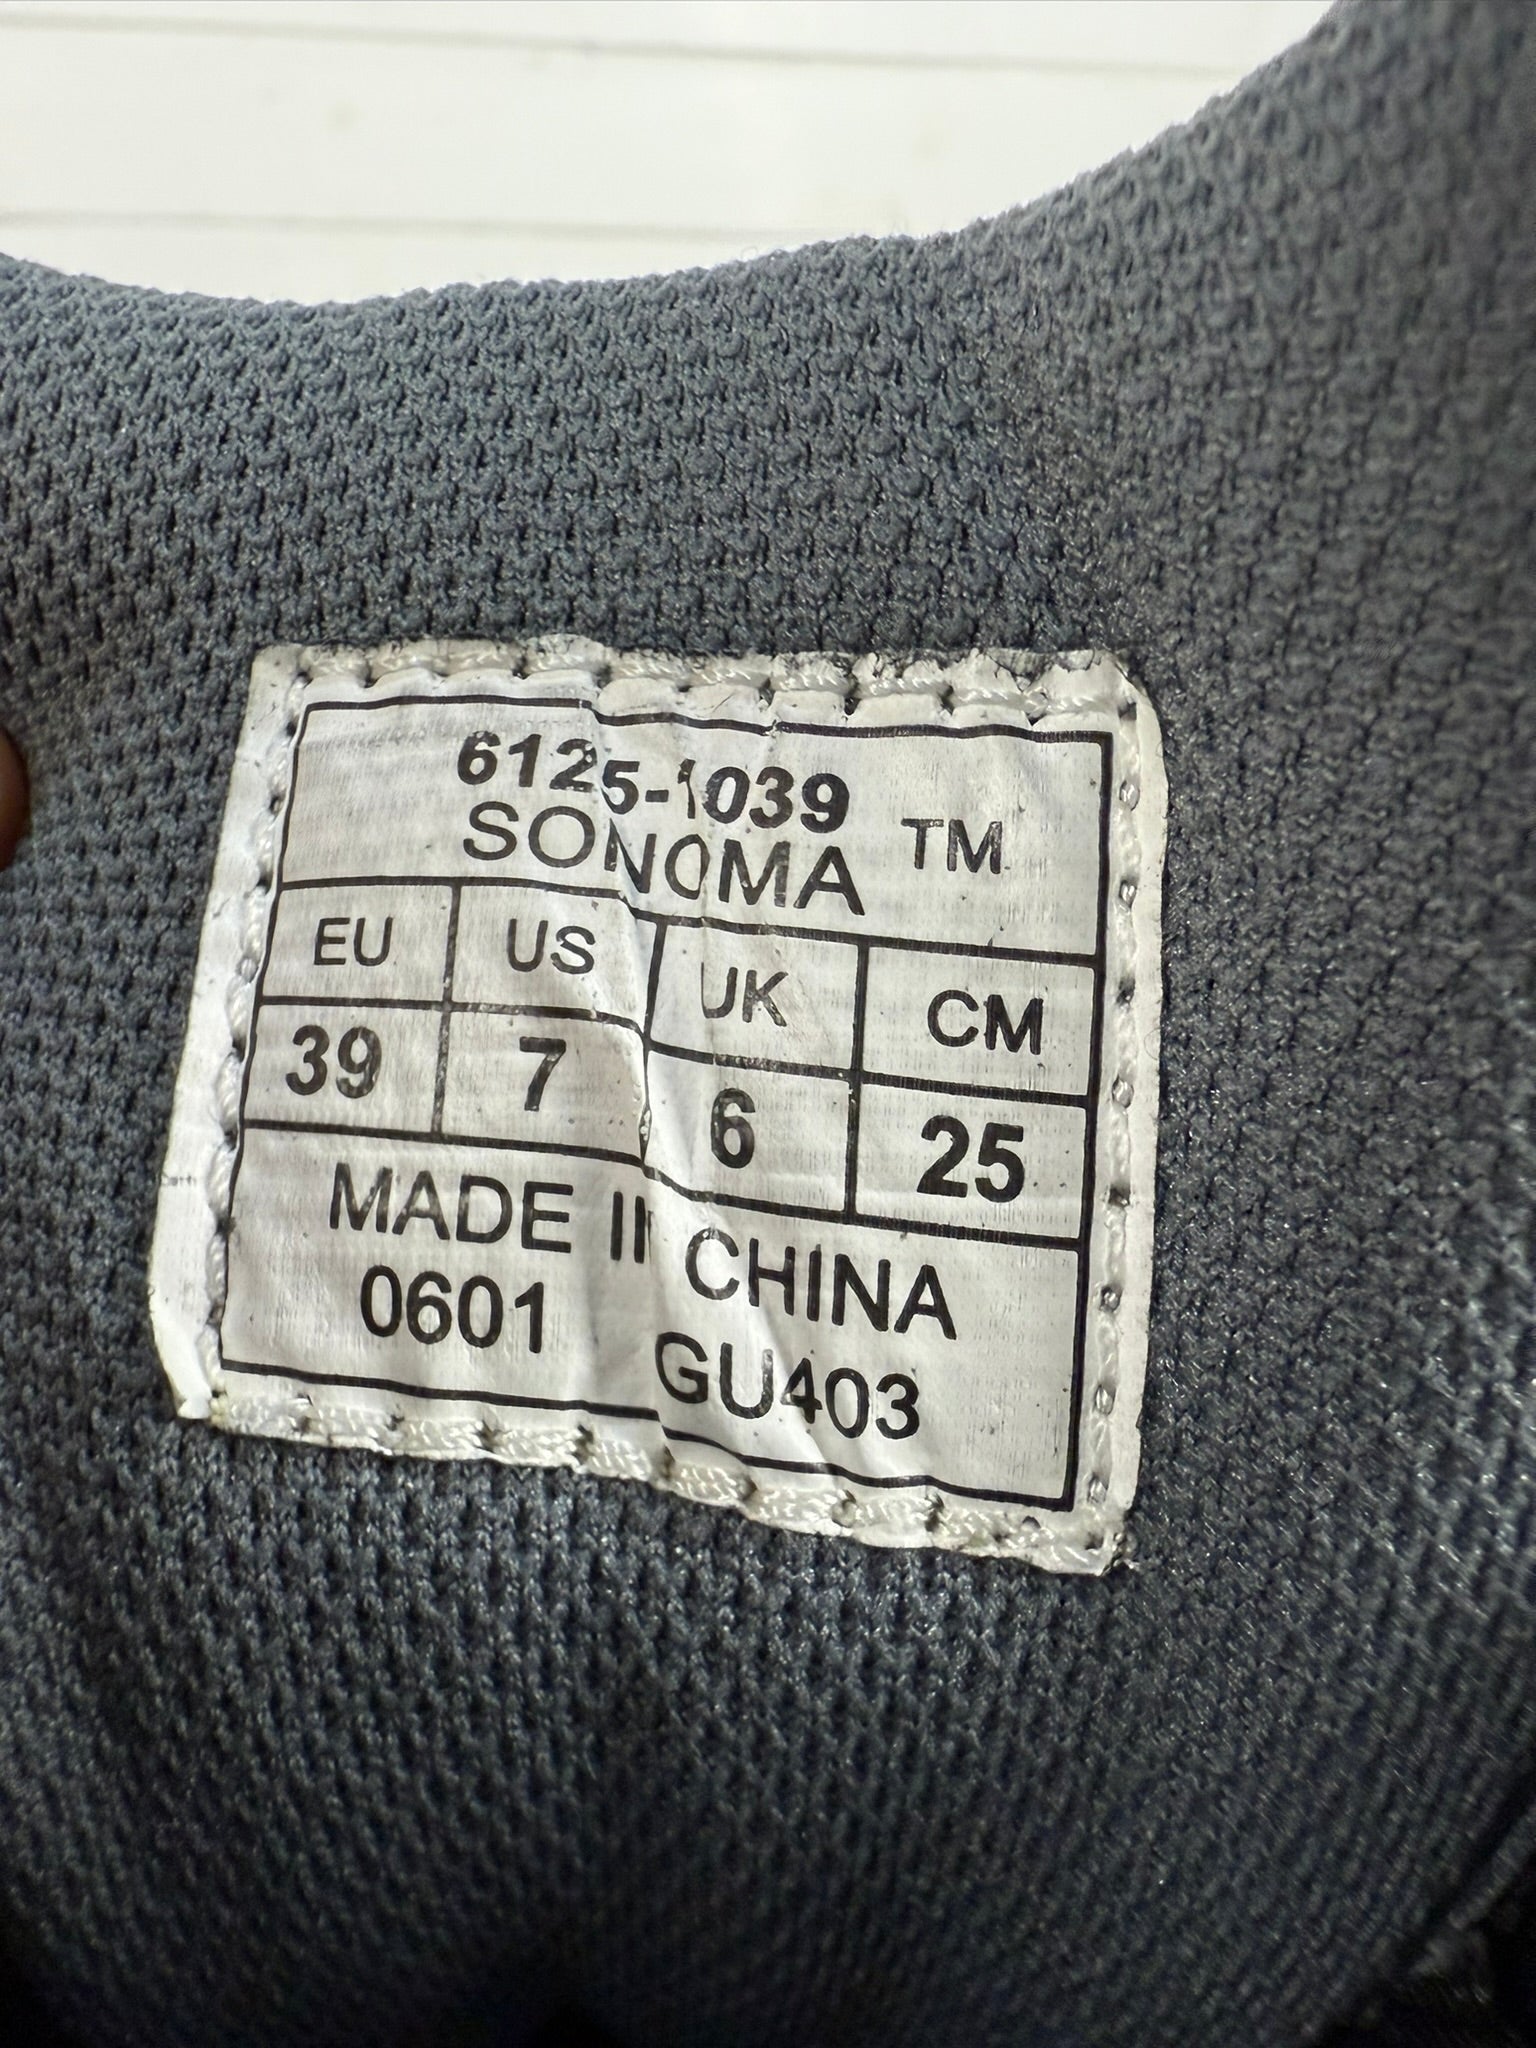 6125-1039
SONOMA TM
EU US UK CM
39 7 6 25
MADE IN CHINA
0601 GU403